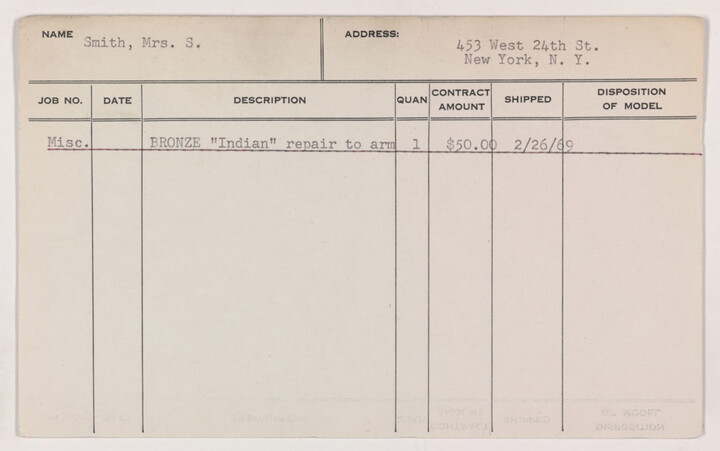 NAME Smith, Mrs. S. ADDRESS: 453 West 24th St.
New York, N. Y.
JOB NO. DATE DESCRIPTION QUAN CONTRACT AMOUNT SHIPPED DISPOSITION OF MODEL
Misc. BRONZE "Indian" repair to arm 1 $50.00 2/26/69